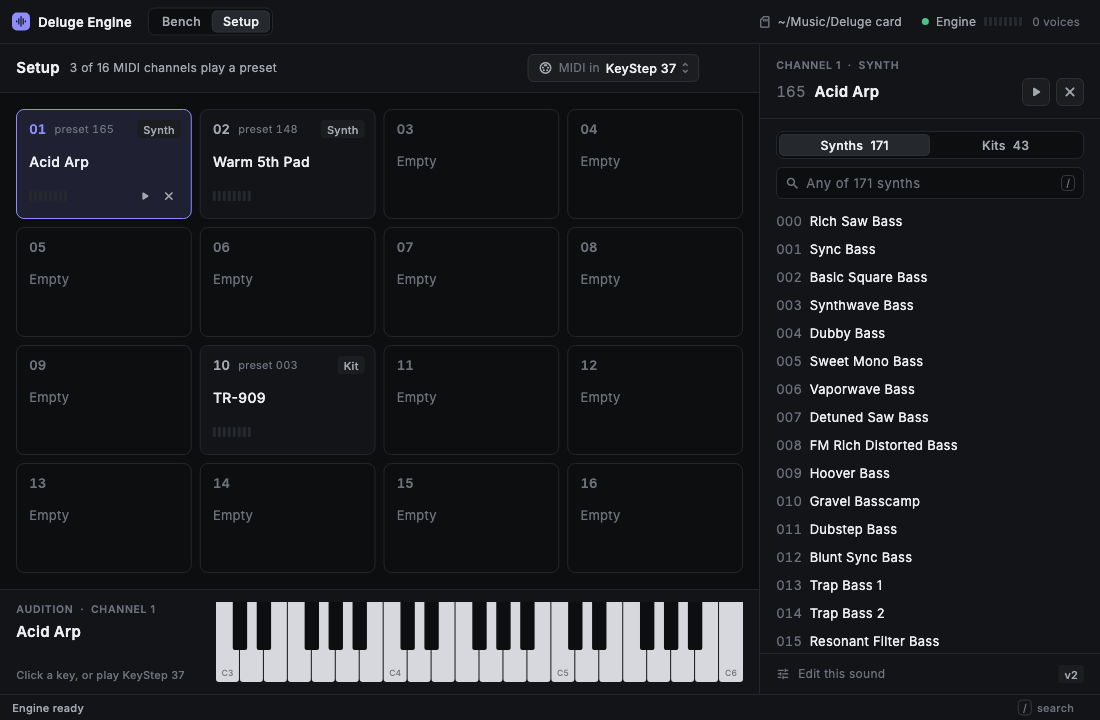 Deluge Engine Bench Setup ~/Music/Deluge card Engine 0 voices
Setup 3 of 16 MIDI channels play a preset MIDI in KeyStep 37
01 preset 165 Synth
Acid Arp
02 preset 148 Synth
Warm 5th Pad
03
Empty
04
Empty
05
Empty
06
Empty
07
Empty
08
Empty
09
Empty
10 preset 003 Kit
TR-909
11
Empty
12
Empty
13
Empty
14
Empty
15
Empty
16
Empty
AUDITION · CHANNEL 1
Acid Arp
Click a key, or play KeyStep 37
C3 C4 C5 C6
CHANNEL 1 · SYNTH
165 Acid Arp
Synths 171 Kits 43
Any of 171 synths /
000 Rich Saw Bass
001 Sync Bass
002 Basic Square Bass
003 Synthwave Bass
004 Dubby Bass
005 Sweet Mono Bass
006 Vaporwave Bass
007 Detuned Saw Bass
008 FM Rich Distorted Bass
009 Hoover Bass
010 Gravel Basscamp
011 Dubstep Bass
012 Blunt Sync Bass
013 Trap Bass 1
014 Trap Bass 2
015 Resonant Filter Bass
Edit this sound v2
Engine ready / search